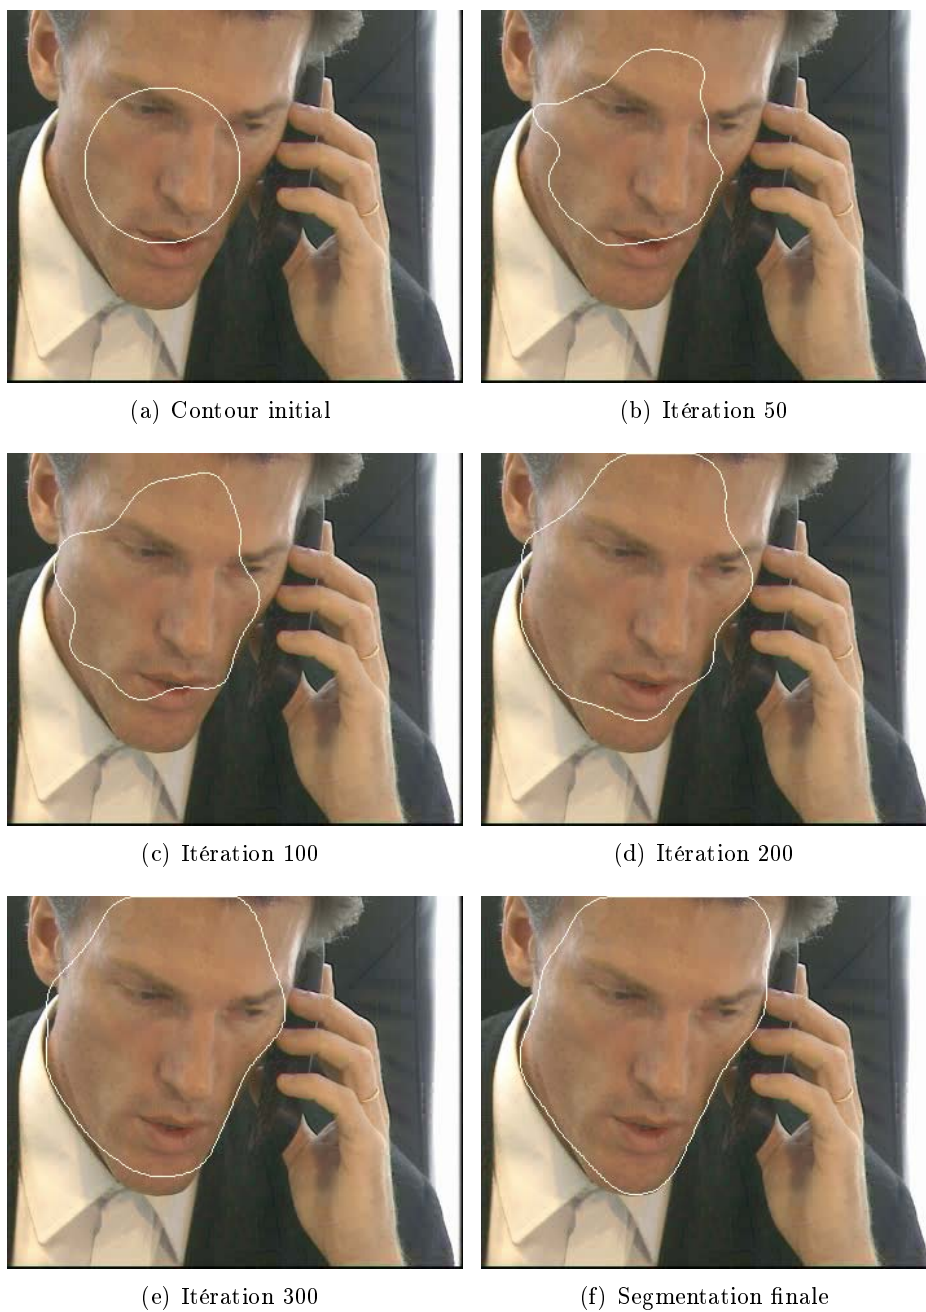 (a) Contour initial
(b) Itération 50
(c) Itération 100
(d) Itération 200
(e) Itération 300
(f) Segmentation finale